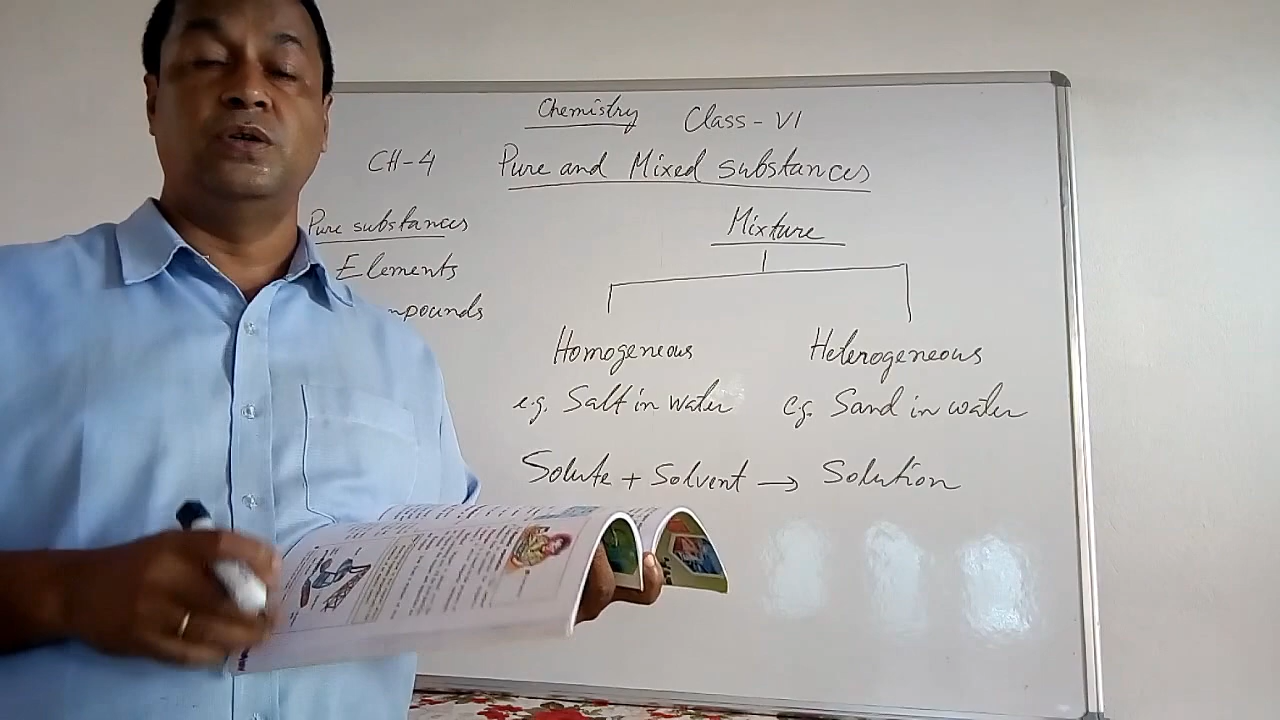 Chemistry Class - VI
CH-4 Pure and Mixed substances
Pure substances
Elements
mpounds
Mixture
Homogeneous Heterogeneous
e.g. Salt in water e.g. Sand in water
Solute + Solvent → Solution